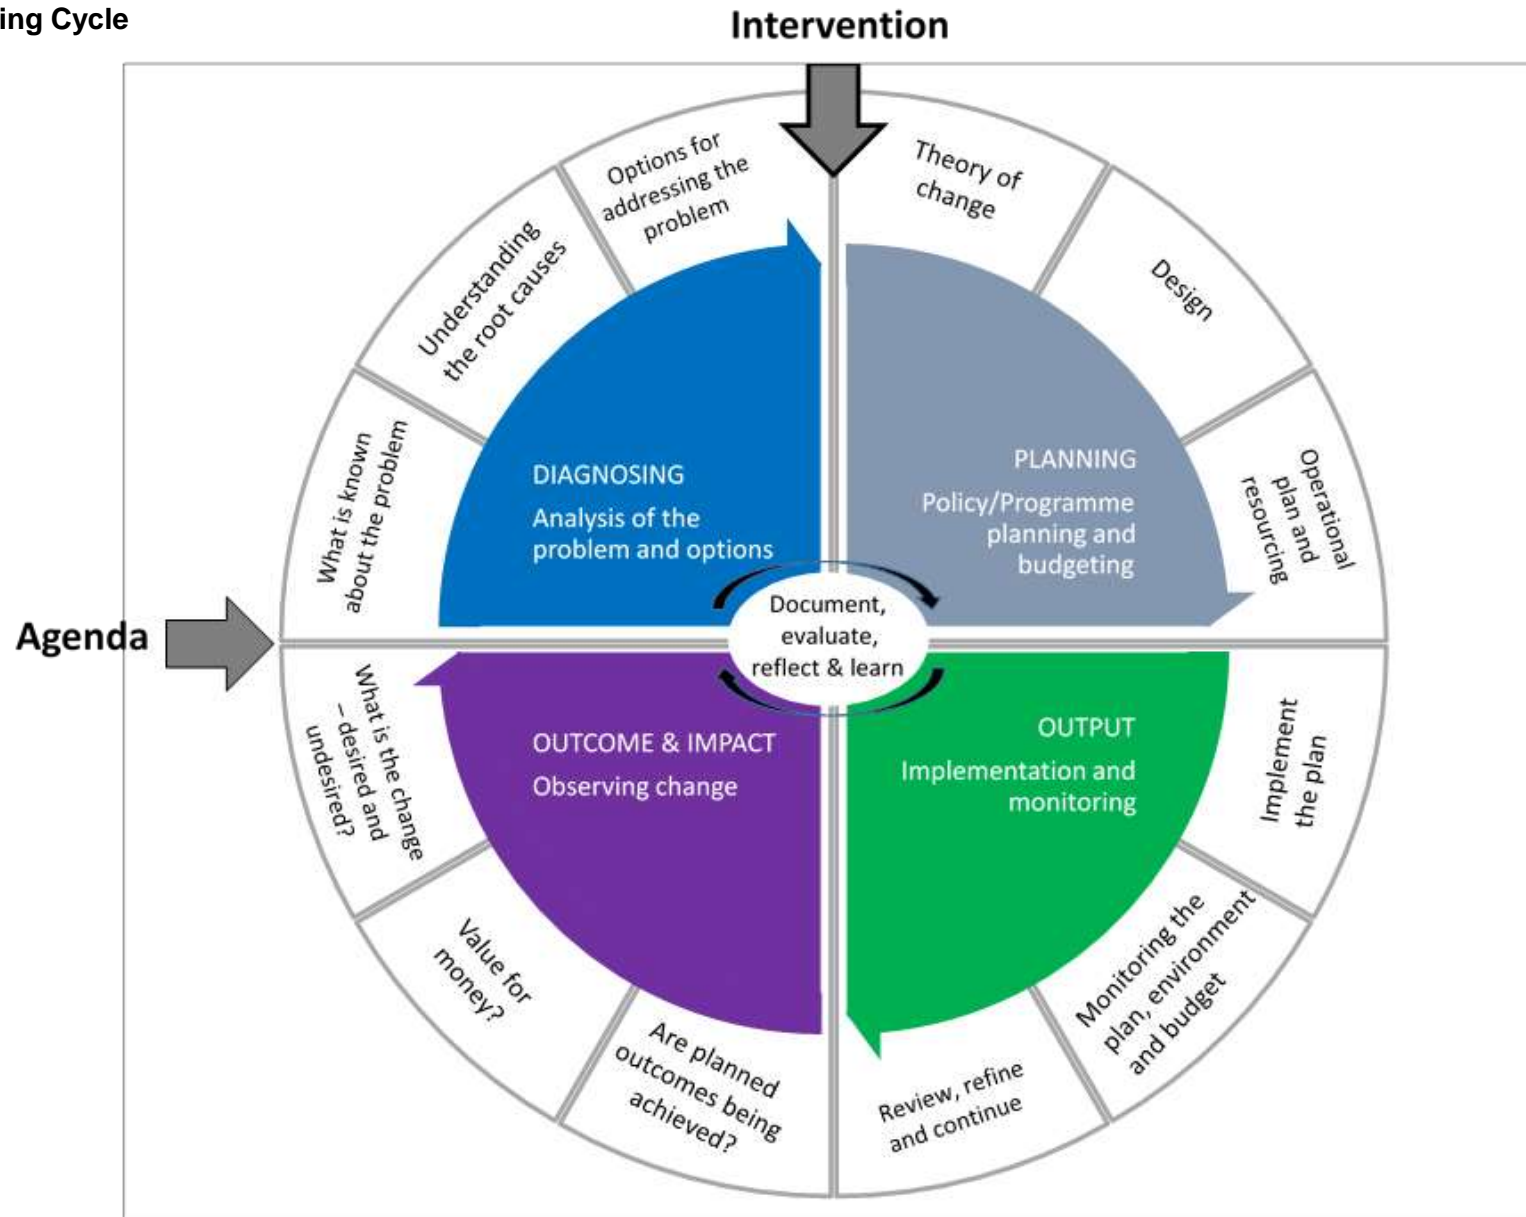 ing Cycle
Intervention
Agenda
Options for
addressing the
problem
Theory of
change
Understanding
the root causes
Design
What is known
about the problem
Operational
plan and
resourcing
DIAGNOSING
Analysis of the
problem and options
PLANNING
Policy/Programme
planning and
budgeting
Document,
evaluate,
reflect & learn
OUTCOME & IMPACT
Observing change
OUTPUT
Implementation and
monitoring
What is the change
– desired and
undesired?
Implement
the plan
Value for
money?
Monitoring the
plan, environment
and budget
Are planned
outcomes being
achieved?
Review, refine
and continue